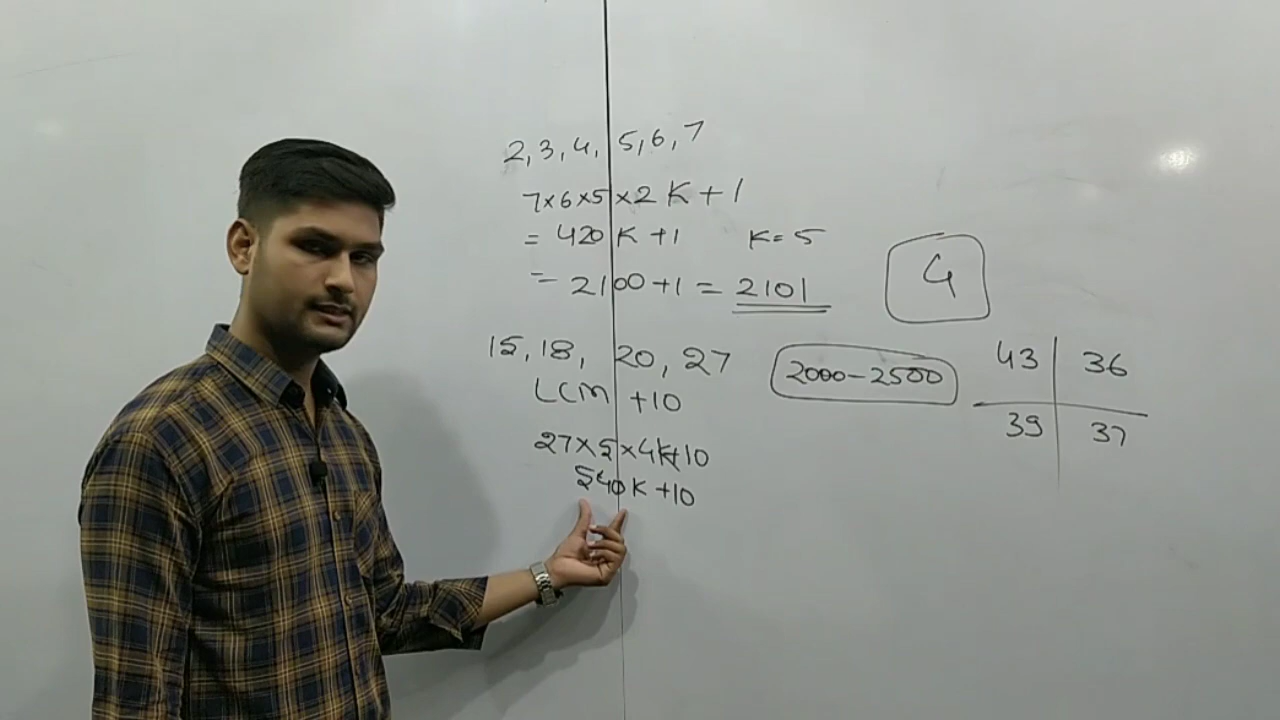 2, 3, 4, 5, 6, 7
7×6×5×2 K + 1
= 420 K + 1 K = 5
= 2100 + 1 = 2101
4
15, 18, 20, 27
LCM + 10
27×5×4K+10
540 K + 10
2000-2500
43 36
39 37